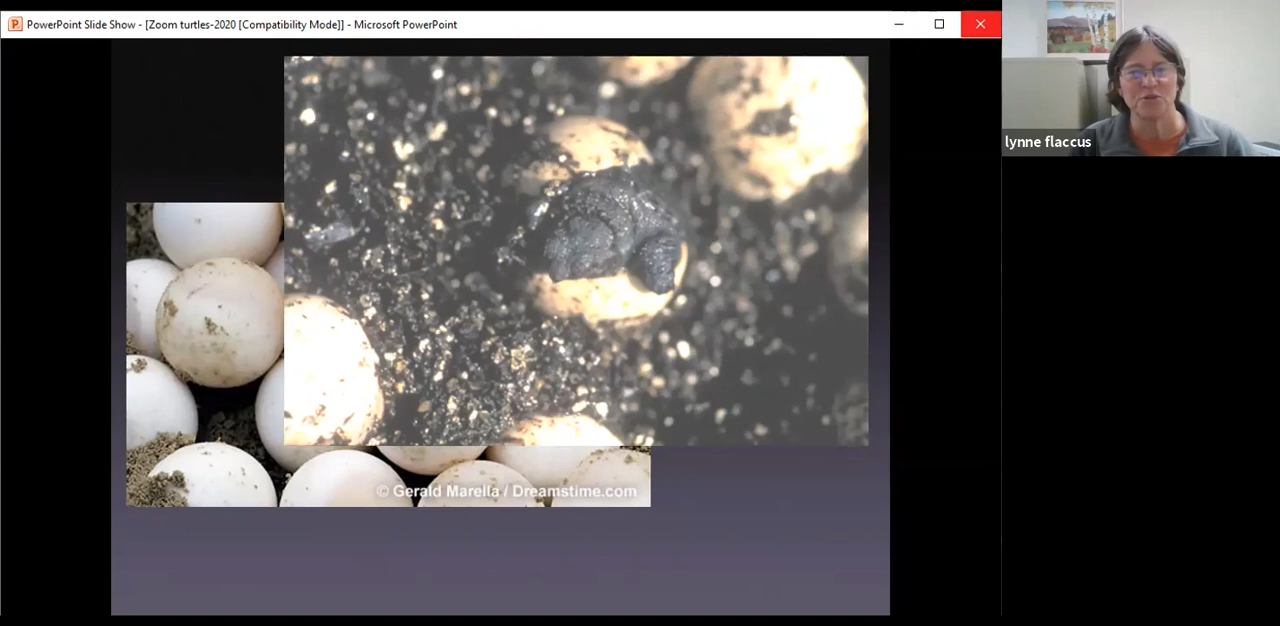 PowerPoint Slide Show - [Zoom turtles-2020 [Compatibility Mode]] - Microsoft PowerPoint
lynne flaccus
© Gerald Marella / Dreamstime.com